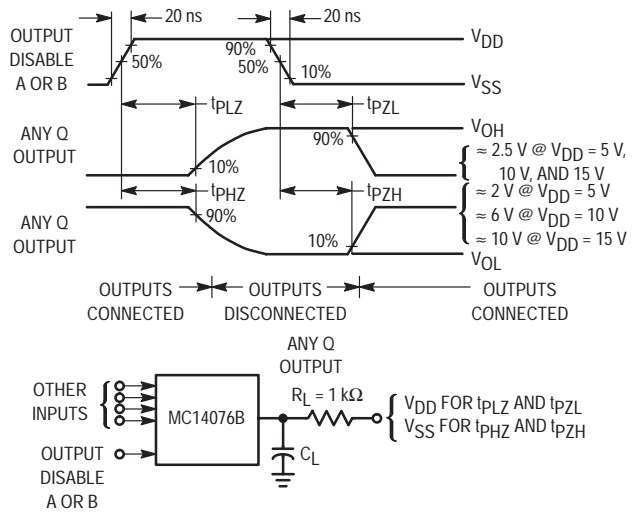 20 ns
20 ns
OUTPUT
DISABLE
A OR B
90%
50%
50%
10%
VDD
VSS
tPLZ
tPZL
ANY Q
OUTPUT
10%
90%
VOH
≈ 2.5 V @ VDD = 5 V,
10 V, AND 15 V
tPHZ
tPZH
ANY Q
OUTPUT
90%
10%
≈ 2 V @ VDD = 5 V
≈ 6 V @ VDD = 10 V
≈ 10 V @ VDD = 15 V
VOL
OUTPUTS
CONNECTED
OUTPUTS
DISCONNECTED
OUTPUTS
CONNECTED
ANY Q
OUTPUT
OTHER
INPUTS
MC14076B
RL = 1 kΩ
VDD FOR tPLZ AND tPZL
VSS FOR tPHZ AND tPZH
CL
OUTPUT
DISABLE
A OR B